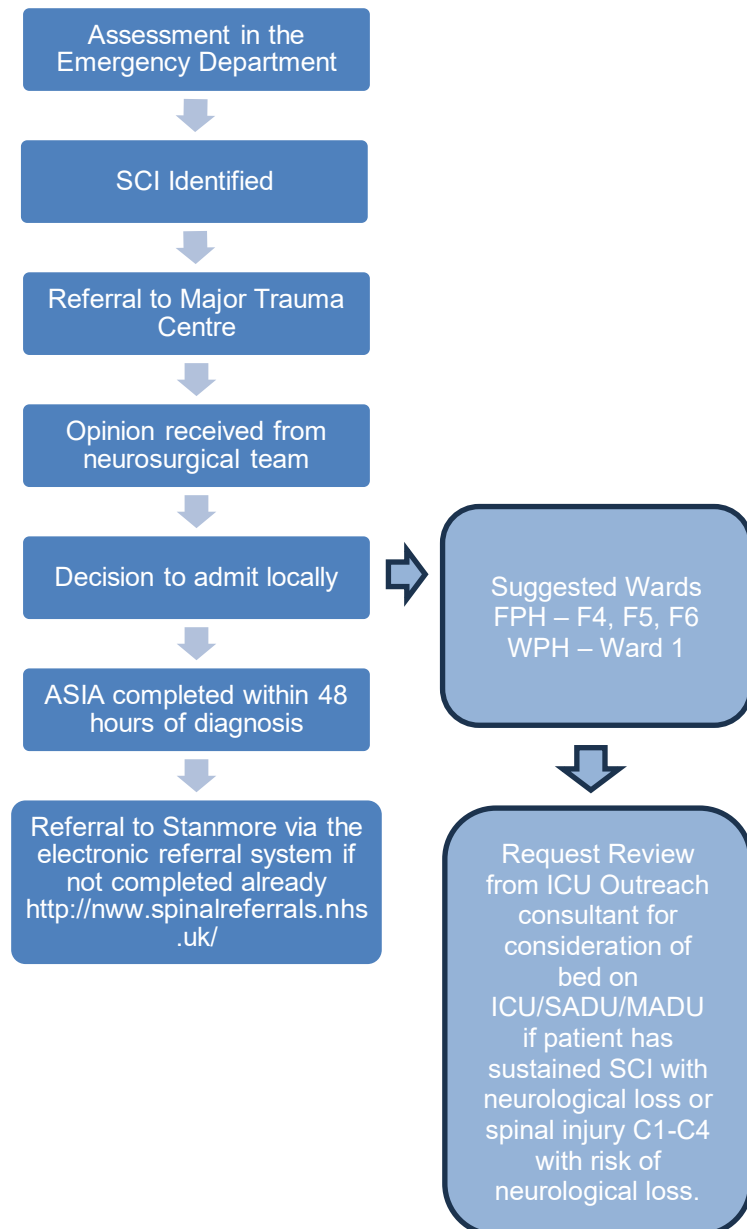 Assessment in the
Emergency Department
SCI Identified
Referral to Major Trauma
Centre
Opinion received from
neurosurgical team
Decision to admit locally
ASIA completed within 48
hours of diagnosis
Referral to Stanmore via the
electronic referral system if
not completed already
http://nww.spinalreferrals.nhs
.uk/
Suggested Wards
FPH – F4, F5, F6
WPH – Ward 1
Request Review
from ICU Outreach
consultant for
consideration of
bed on
ICU/SADU/MADU
if patient has
sustained SCI with
neurological loss or
spinal injury C1-C4
with risk of
neurological loss.